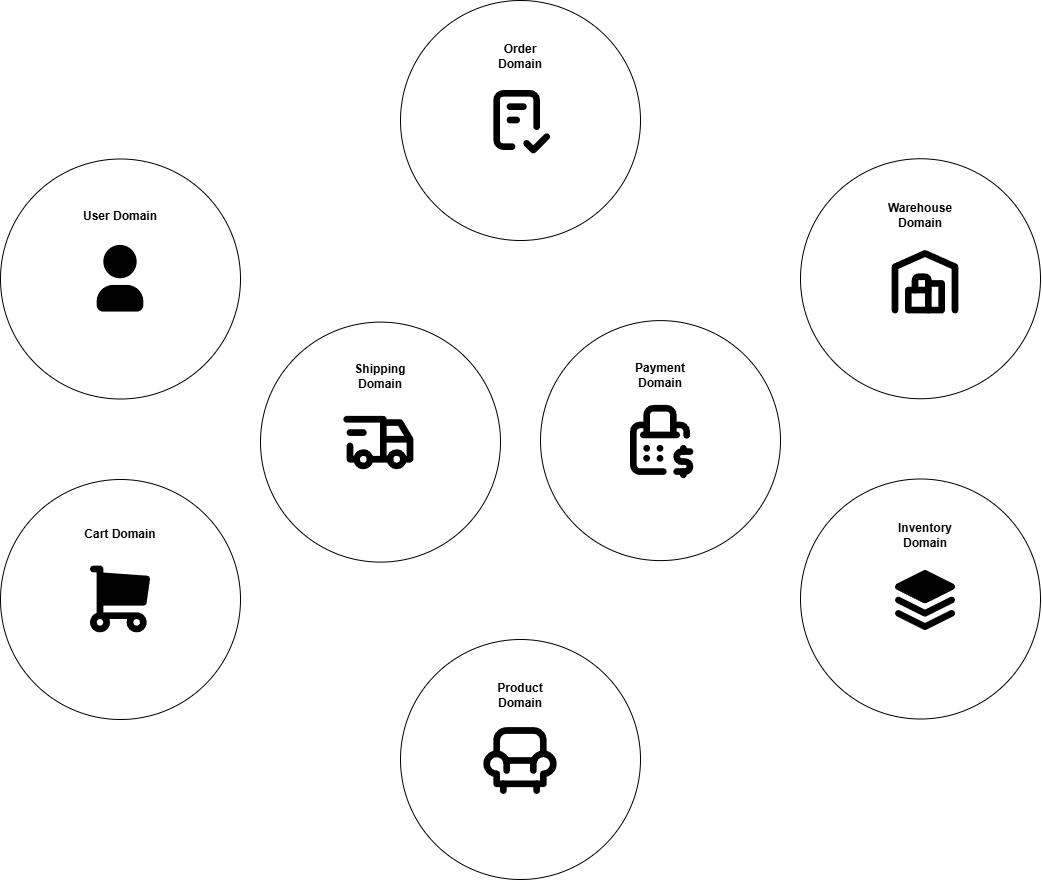 Order
Domain
User Domain
Warehouse
Domain
Shipping
Domain
Payment
Domain
Cart Domain
Inventory
Domain
Product
Domain